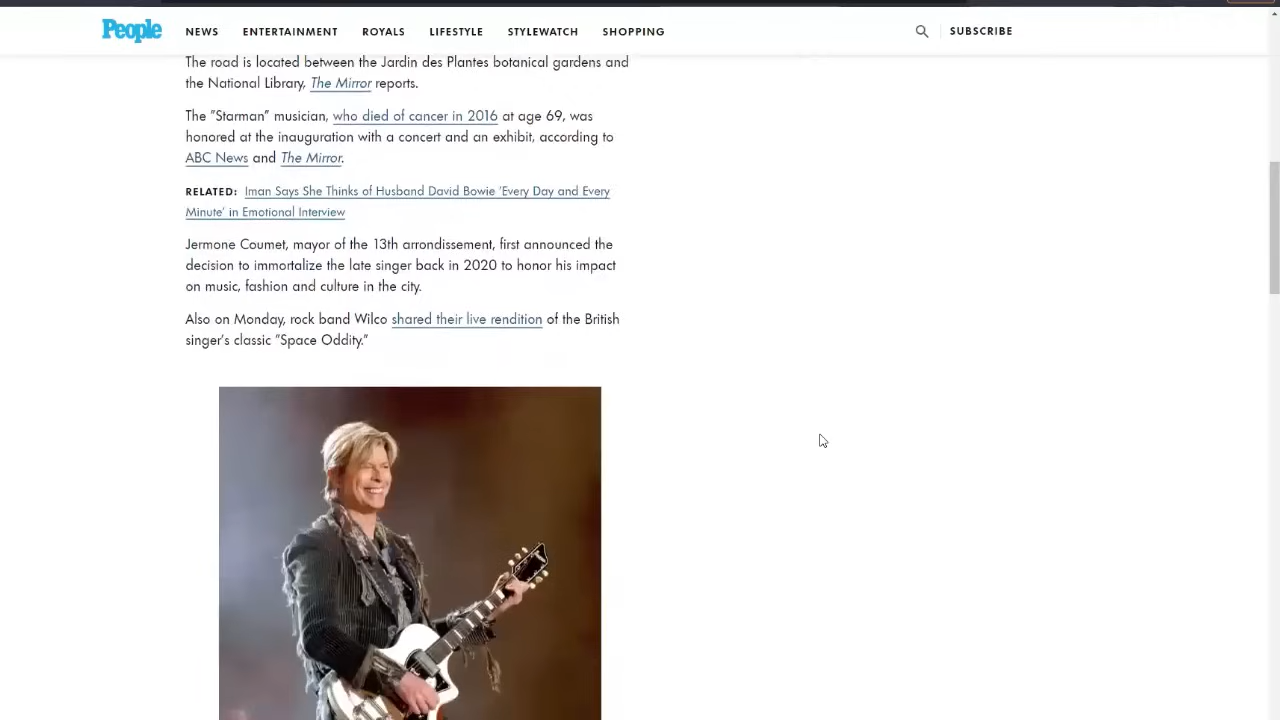 People NEWS ENTERTAINMENT ROYALS LIFESTYLE STYLEWATCH SHOPPING SUBSCRIBE
The road is located between the Jardin des Plantes botanical gardens and
the National Library, The Mirror reports.
The "Starman" musician, who died of cancer in 2016 at age 69, was
honored at the inauguration with a concert and an exhibit, according to
ABC News and The Mirror.
RELATED: Iman Says She Thinks of Husband David Bowie 'Every Day and Every
Minute' in Emotional Interview
Jermone Coumet, mayor of the 13th arrondissement, first announced the
decision to immortalize the late singer back in 2020 to honor his impact
on music, fashion and culture in the city.
Also on Monday, rock band Wilco shared their live rendition of the British
singer's classic "Space Oddity."